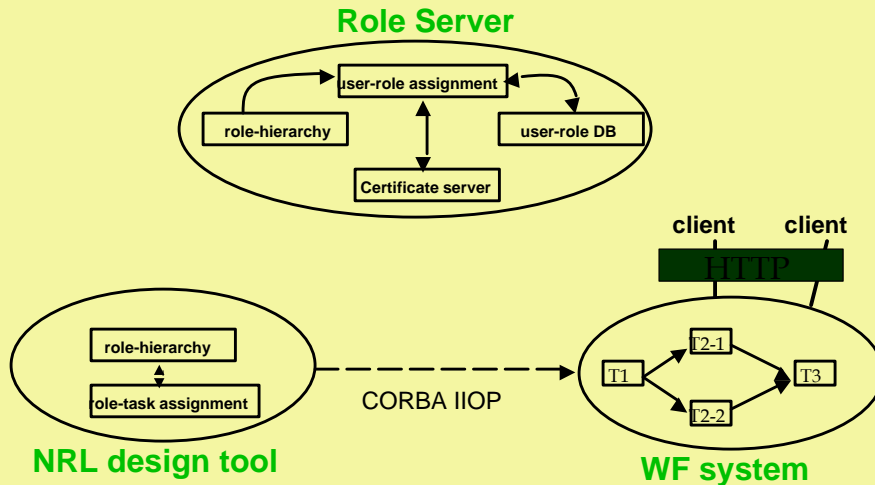 Role Server
user-role assignment
role-hierarchy
user-role DB
Certificate server
client client
HTTP
role-hierarchy
role-task assignment
CORBA IIOP
T1
T2-1
T2-2
T3
NRL design tool
WF system